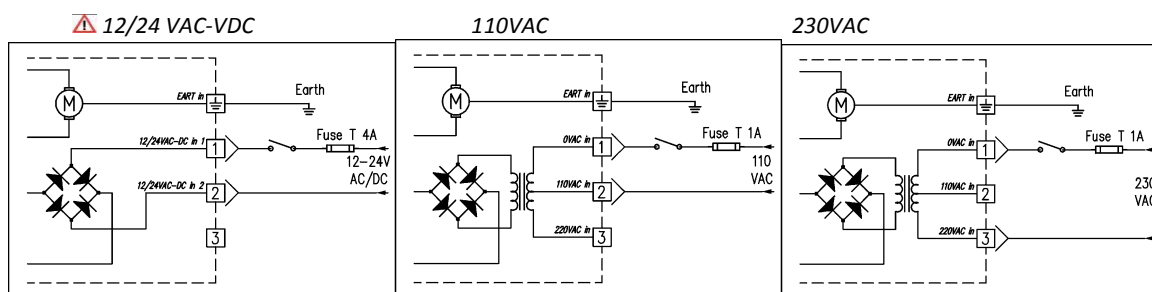 12/24 VAC-VDC
110VAC
230VAC
M
EART in
Earth
12/24VAC-DC in 1
1
Fuse T 4A
12-24V
AC/DC
12/24VAC-DC in 2
2
3
M
EART in
Earth
0VAC in
1
Fuse T 1A
110
VAC
110VAC in
2
220VAC in
3
M
EART in
Earth
0VAC in
1
Fuse T 1A
230
VAC
110VAC in
2
220VAC in
3